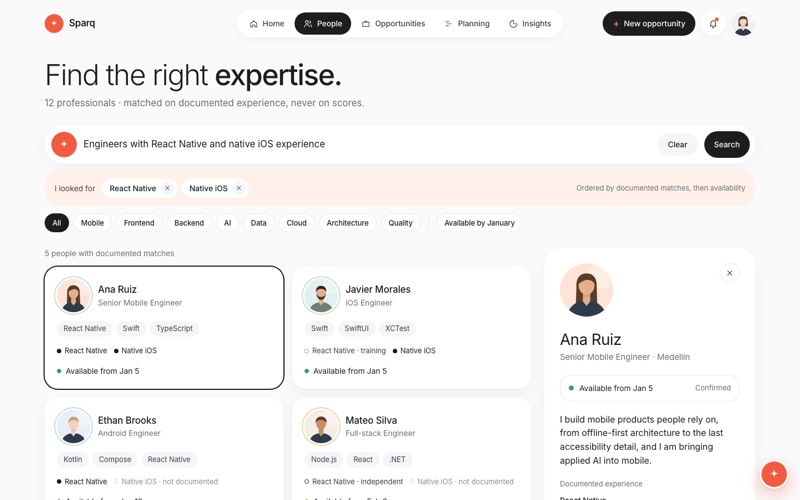 Sparq
Home
People
Opportunities
Planning
Insights
New opportunity
Find the right expertise.
12 professionals · matched on documented experience, never on scores.
Engineers with React Native and native iOS experience
Clear
Search
I looked for
React Native
Native iOS
Ordered by documented matches, then availability
All
Mobile
Frontend
Backend
AI
Data
Cloud
Architecture
Quality
Available by January
5 people with documented matches
Ana Ruiz
Senior Mobile Engineer
React Native
Swift
TypeScript
React Native
Native iOS
Available from Jan 5
Javier Morales
iOS Engineer
Swift
SwiftUI
XCTest
React Native · training
Native iOS
Available from Jan 5
Ethan Brooks
Android Engineer
Kotlin
Compose
React Native
React Native
Native iOS · not documented
Mateo Silva
Full-stack Engineer
Node.js
React
.NET
React Native · independent
Native iOS · not documented
Ana Ruiz
Senior Mobile Engineer · Medellín
Available from Jan 5
Confirmed
I build mobile products people rely on,
from offline-first architecture to the last
accessibility detail, and I am bringing
applied AI into mobile.
Documented experience